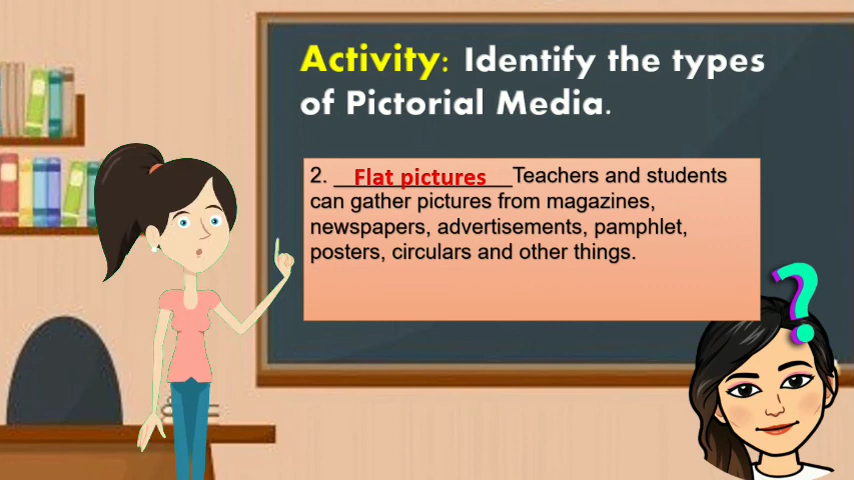 Activity: Identify the types
of Pictorial Media.
2. Flat pictures Teachers and students
can gather pictures from magazines,
newspapers, advertisements, pamphlet,
posters, circulars and other things.
?